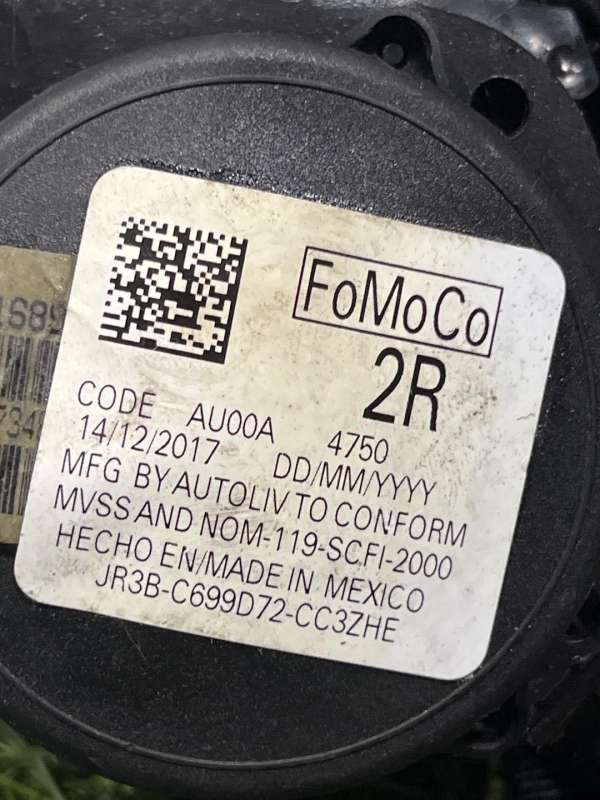 FoMoCo
2R
CODE AU00A 4750
14/12/2017 DD/MM/YYYY
MFG BY AUTOLIV TO CONFORM
MVSS AND NOM-119-SCFI-2000
HECHO EN/MADE IN MEXICO
JR3B-C699D72-CC3ZHE
734